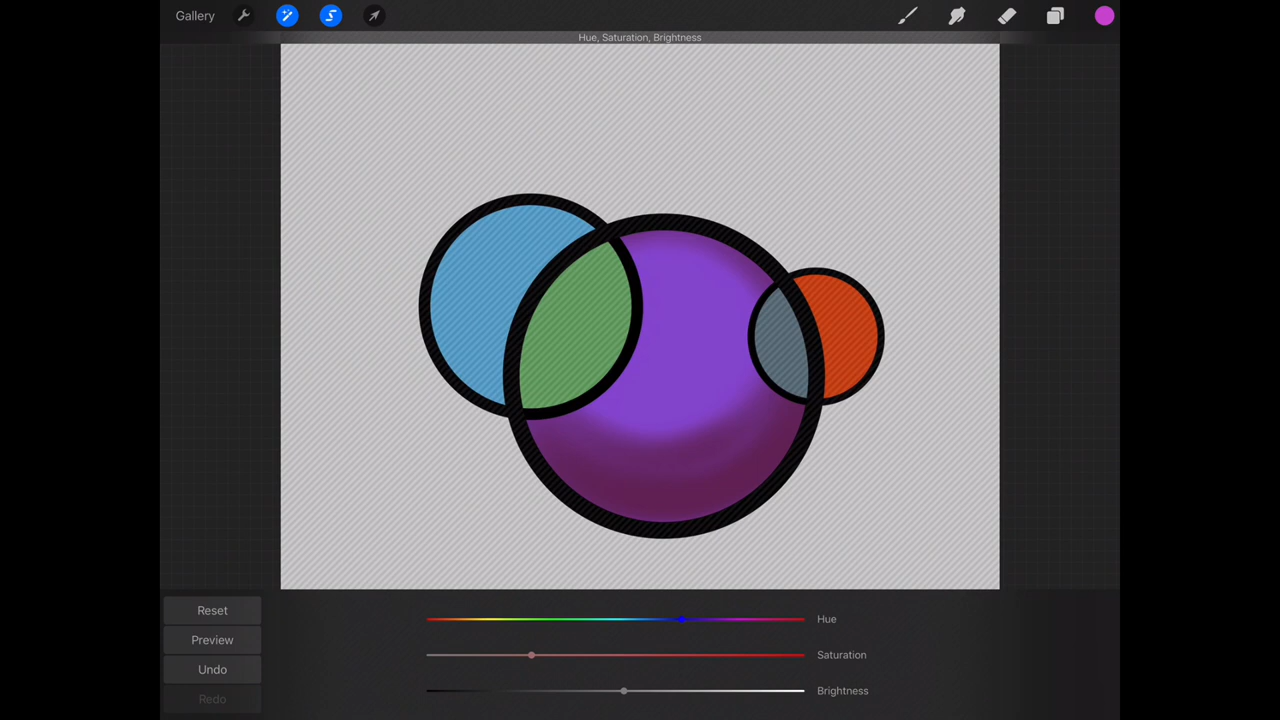 Gallery
Hue, Saturation, Brightness
Reset
Preview
Undo
Redo
Hue
Saturation
Brightness